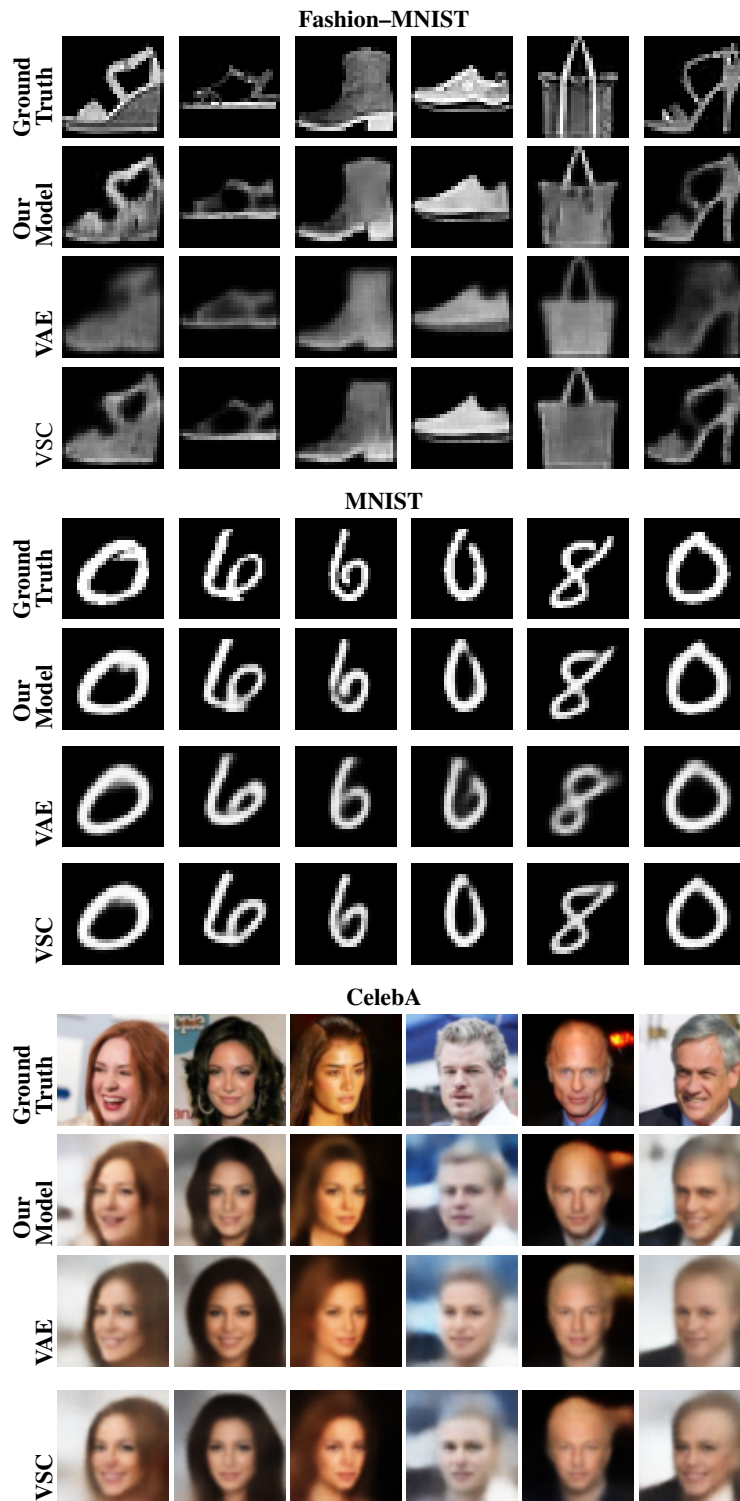 Fashion–MNIST
Ground
Truth
Our
Model
VAE
VSC
MNIST
Ground
Truth
Our
Model
VAE
VSC
CelebA
Ground
Truth
Our
Model
VAE
VSC